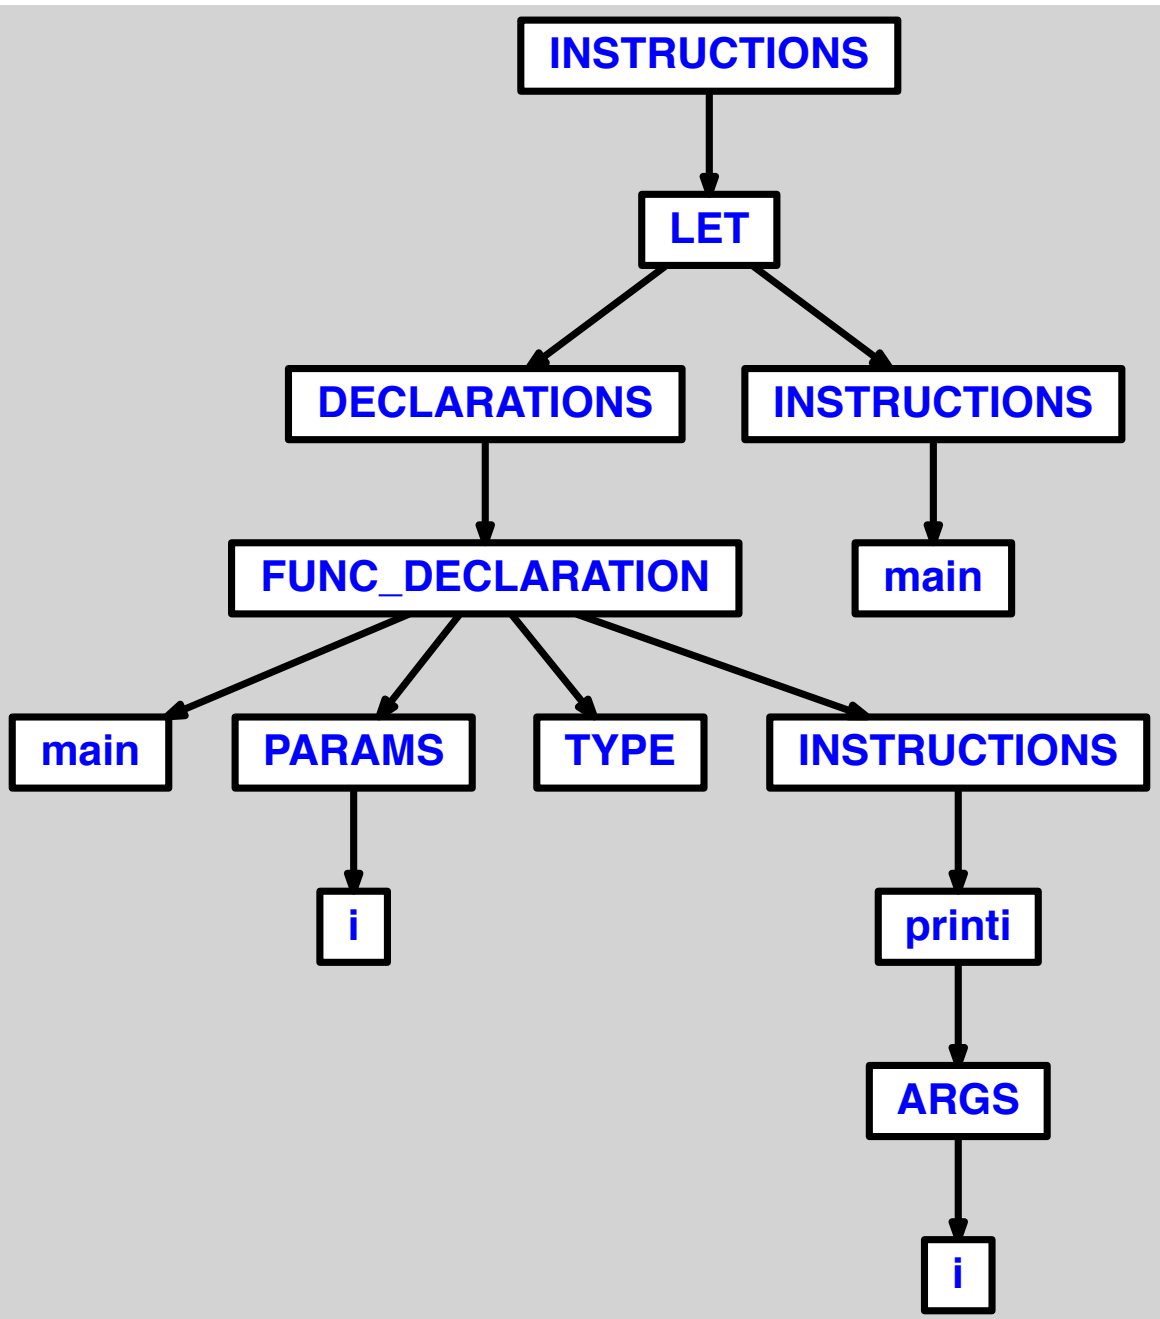 INSTRUCTIONS
LET
DECLARATIONS
INSTRUCTIONS
FUNC_DECLARATION
main
main
PARAMS
TYPE
INSTRUCTIONS
i
printi
ARGS
i